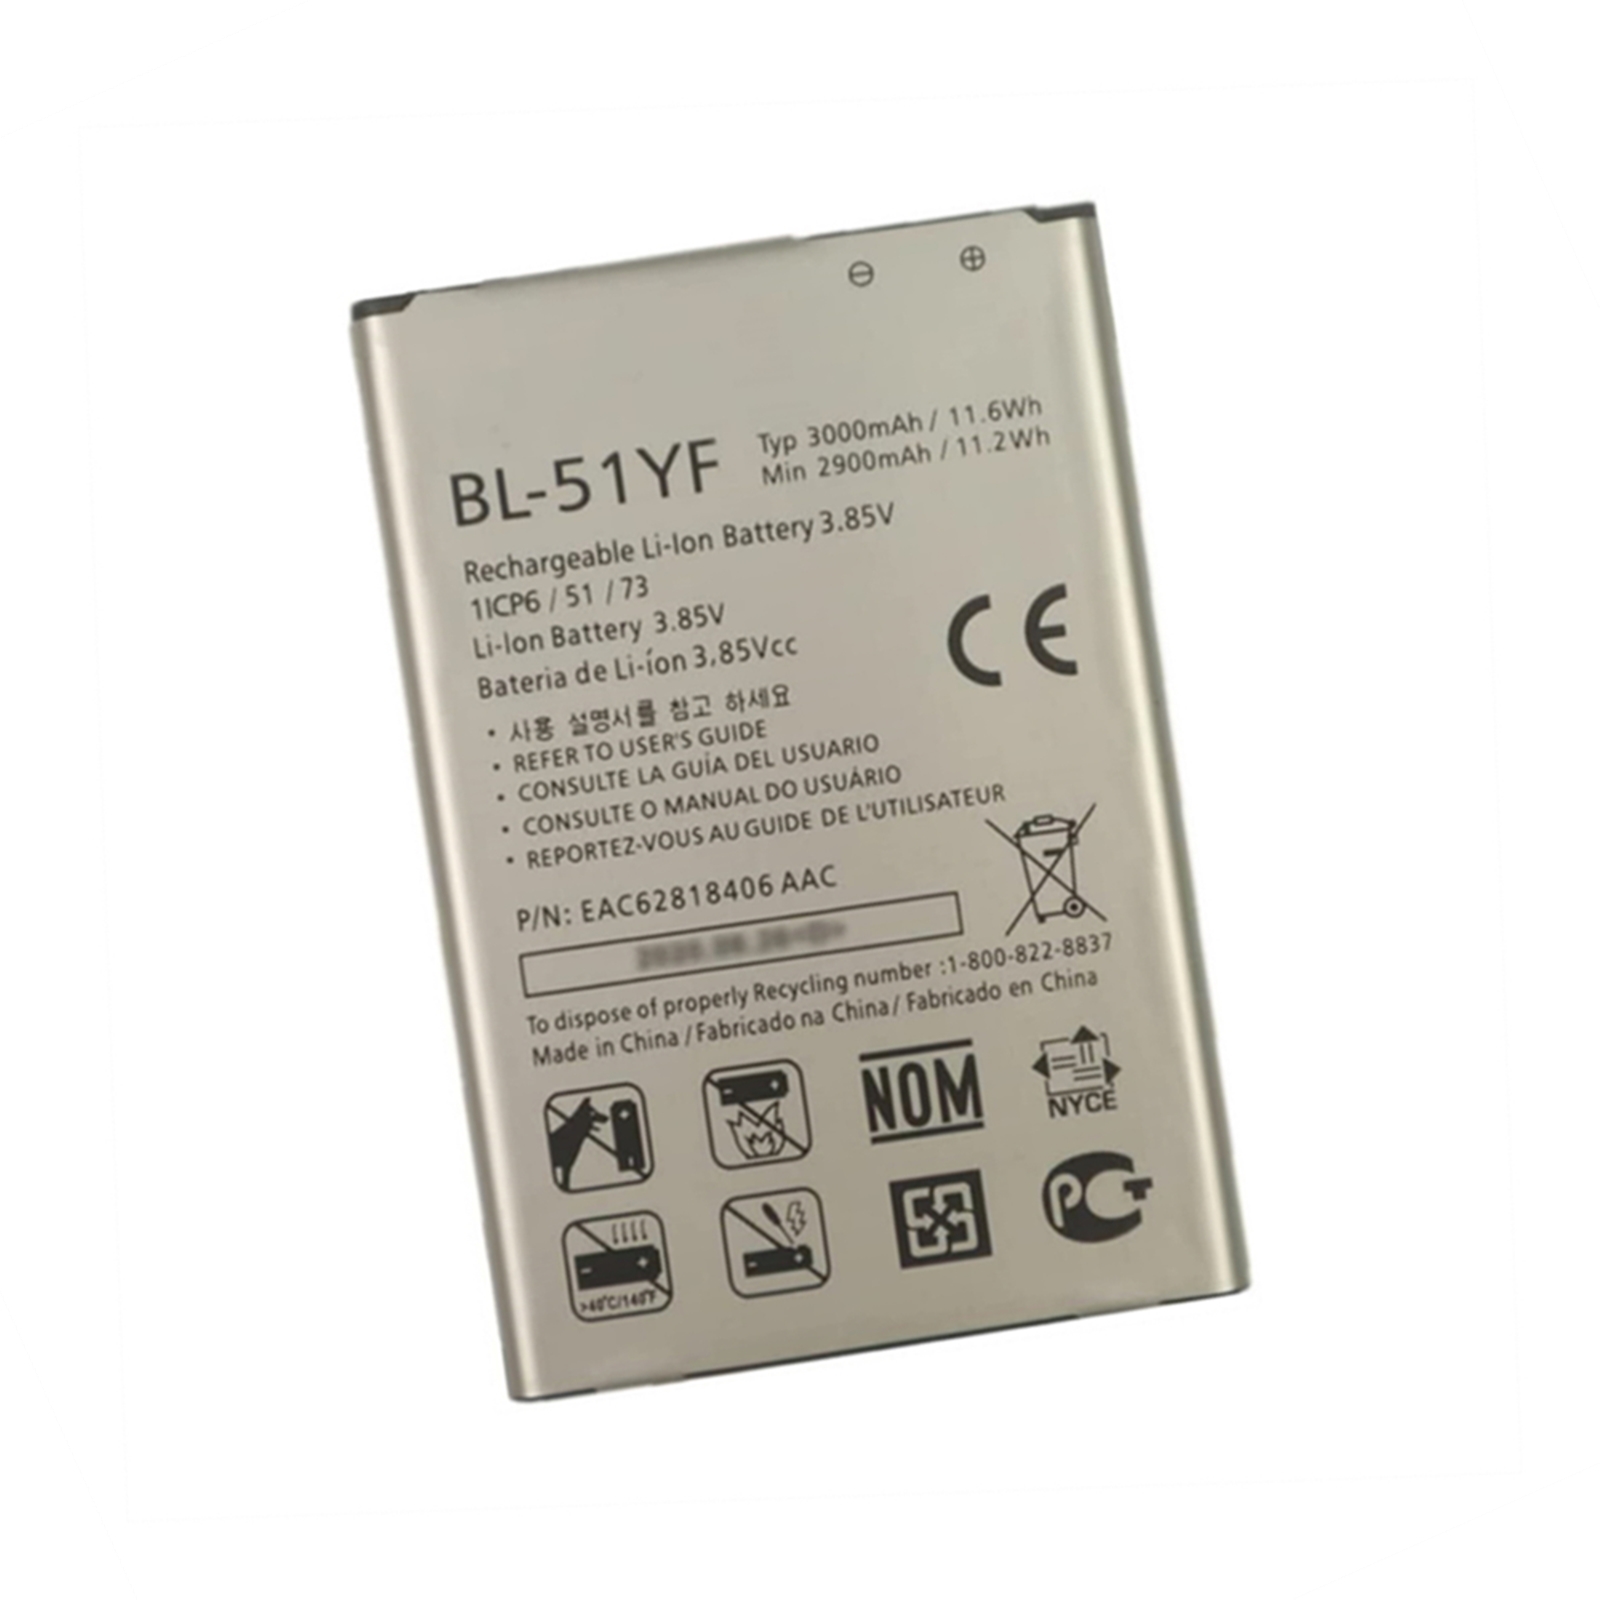 BL-51YF
Typ 3000mAh / 11.6Wh
Min 2900mAh / 11.2Wh
Rechargeable Li-Ion Battery 3.85V
1ICP6 / 51 / 73
Li-Ion Battery 3.85V
Bateria de Li-íon 3,85Vcc
• 사용 설명서를 참고 하세요
• REFER TO USER'S GUIDE
• CONSULTE LA GUÍA DEL USUARIO
• CONSULTE O MANUAL DO USUÁRIO
• REPORTEZ-VOUS AU GUIDE DE L'UTILISATEUR
CE
P/N: EAC62818406 AAC
To dispose of properly Recycling number :1-800-822-8837
Made in China / Fabricado na China / Fabricado en China
NOM
NYCE
>40°C/140°F
PCT